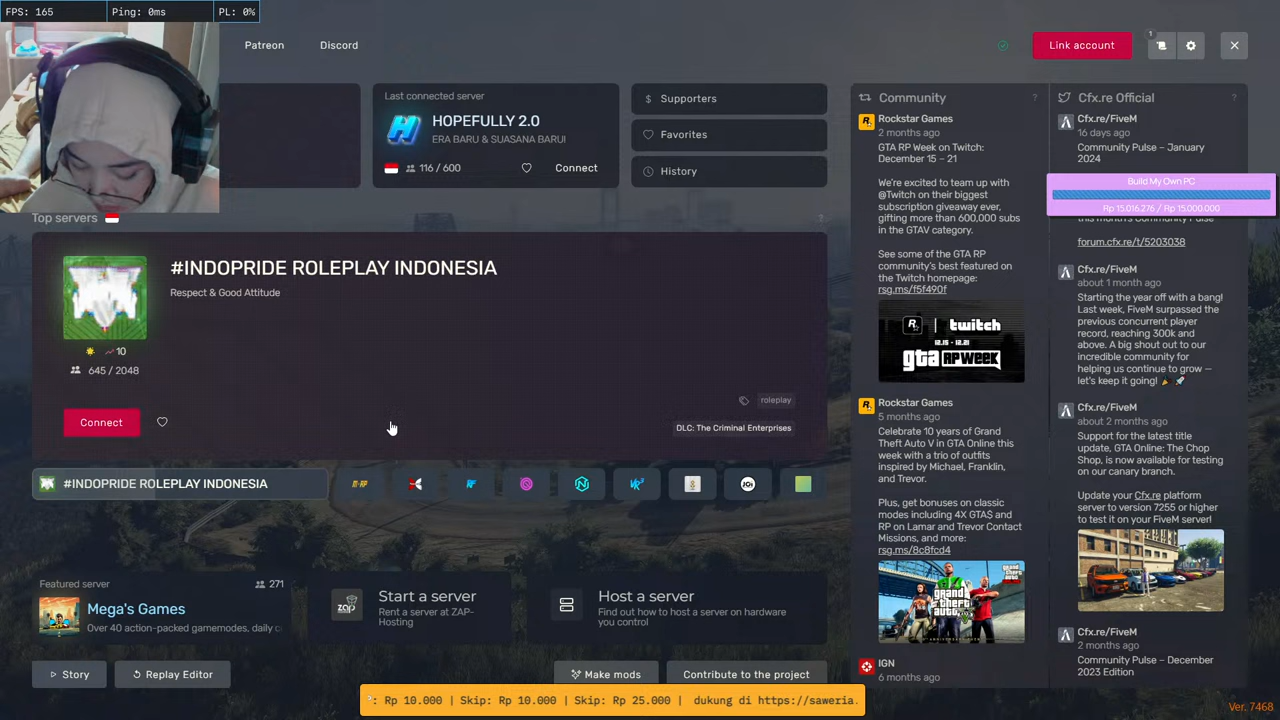 FPS: 165
Ping: 0ms
PL: 0%
Patreon
Discord
Link account
1
Last connected server
HOPEFULLY 2.0
ERA BARU & SUASANA BARU!
116 / 600
Connect
Supporters
Favorites
History
Top servers
?
#INDOPRIDE ROLEPLAY INDONESIA
Respect & Good Attitude
10
645 / 2048
Connect
roleplay
DLC: The Criminal Enterprises
#INDOPRIDE ROLEPLAY INDONESIA
Featured server
271
Mega's Games
Over 40 action-packed gamemodes, daily c
Start a server
Rent a server at ZAP-
Hosting
Host a server
Find out how to host a server on hardware
you control
Story
Replay Editor
Make mods
Contribute to the project
Community
?
Rockstar Games
2 months ago
GTA RP Week on Twitch:
December 15 – 21
We're excited to team up with
@Twitch on their biggest
subscription giveaway ever,
gifting more than 600,000 subs
in the GTAV category.
See some of the GTA RP
community's best featured on
the Twitch homepage:
rsg.ms/f5f490f
twitch
12.15 - 12.21
gta RP WEEK
Rockstar Games
5 months ago
Celebrate 10 years of Grand
Theft Auto V in GTA Online this
week with a trio of outfits
inspired by Michael, Franklin,
and Trevor.
Plus, get bonuses on classic
modes including 4X GTA$ and
RP on Lamar and Trevor Contact
Missions, and more:
rsg.ms/8c8fcd4
IGN
6 months ago
Cfx.re Official
?
Cfx.re/FiveM
16 days ago
Community Pulse – January
2024
Build My Own PC
Rp 15.016.276 / Rp 15.000.000
this month's Community Pulse
forum.cfx.re/t/5203038
Cfx.re/FiveM
about 1 month ago
Starting the year off with a bang!
Last week, FiveM surpassed the
previous concurrent player
record, reaching 300k and
above. A big shout out to our
incredible community for
helping us continue to grow —
let's keep it going!
Cfx.re/FiveM
about 2 months ago
Support for the latest title
update, GTA Online: The Chop
Shop, is now available for testing
on our canary branch.
Update your Cfx.re platform
server to version 7255 or higher
to test it on your FiveM server!
Cfx.re/FiveM
2 months ago
Community Pulse – December
2023 Edition
: Rp 10.000 | Skip: Rp 10.000 | Skip: Rp 25.000 | dukung di https://saweria.
Ver. 7468